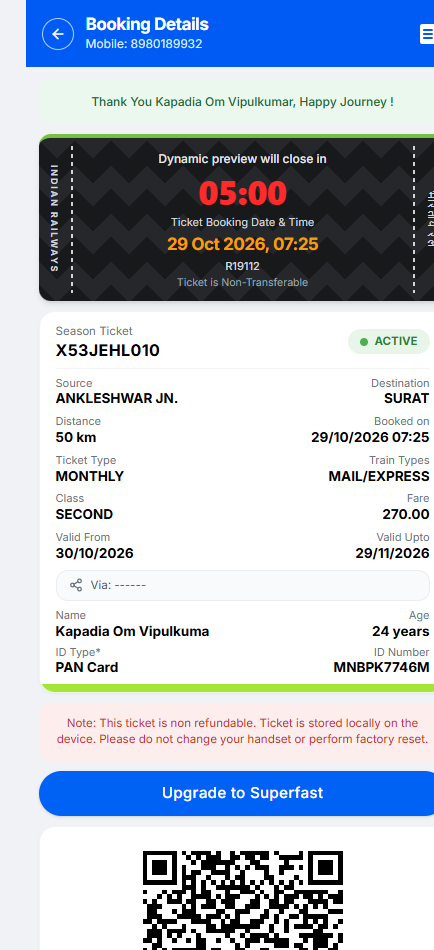 Booking Details
Mobile: 8980189932
Thank You Kapadia Om Vipulkumar, Happy Journey !
INDIAN RAILWAYS
Dynamic preview will close in
05:00
Ticket Booking Date & Time
29 Oct 2026, 07:25
R19112
Ticket is Non-Transferable
Season Ticket
X53JEHL010
ACTIVE
Source
Destination
ANKLESHWAR JN.
SURAT
Distance
Booked on
50 km
29/10/2026 07:25
Ticket Type
Train Types
MONTHLY
MAIL/EXPRESS
Class
Fare
SECOND
270.00
Valid From
Valid Upto
30/10/2026
29/11/2026
Via: ------
Name
Age
Kapadia Om Vipulkuma
24 years
ID Type*
ID Number
PAN Card
MNBPK7746M
Note: This ticket is non refundable. Ticket is stored locally on the
device. Please do not change your handset or perform factory reset.
Upgrade to Superfast